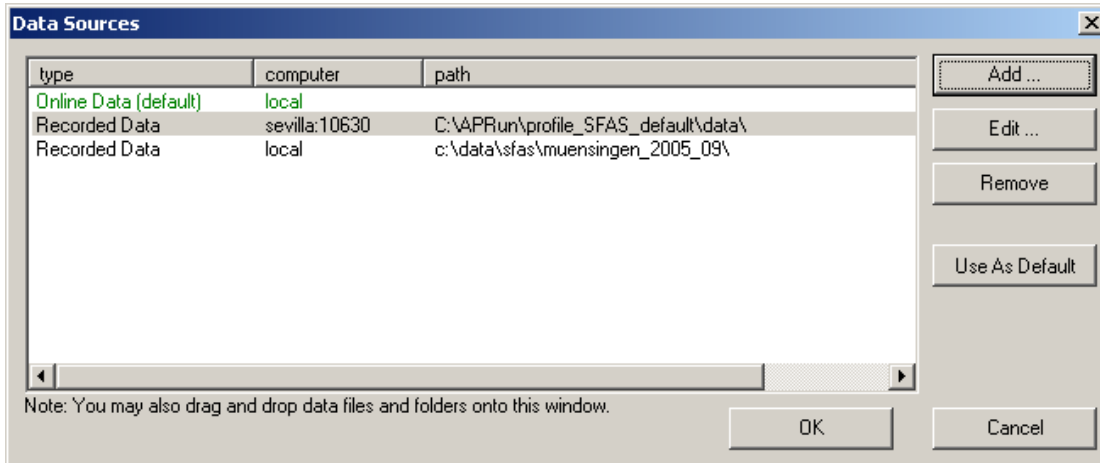 Data Sources
type computer path
Online Data (default) local
Recorded Data sevilla:10630 C:\APRun\profile_SFAS_default\data\
Recorded Data local c:\data\sfas\muensingen_2005_09\
Add ...
Edit ...
Remove
Use As Default
Note: You may also drag and drop data files and folders onto this window.
OK
Cancel